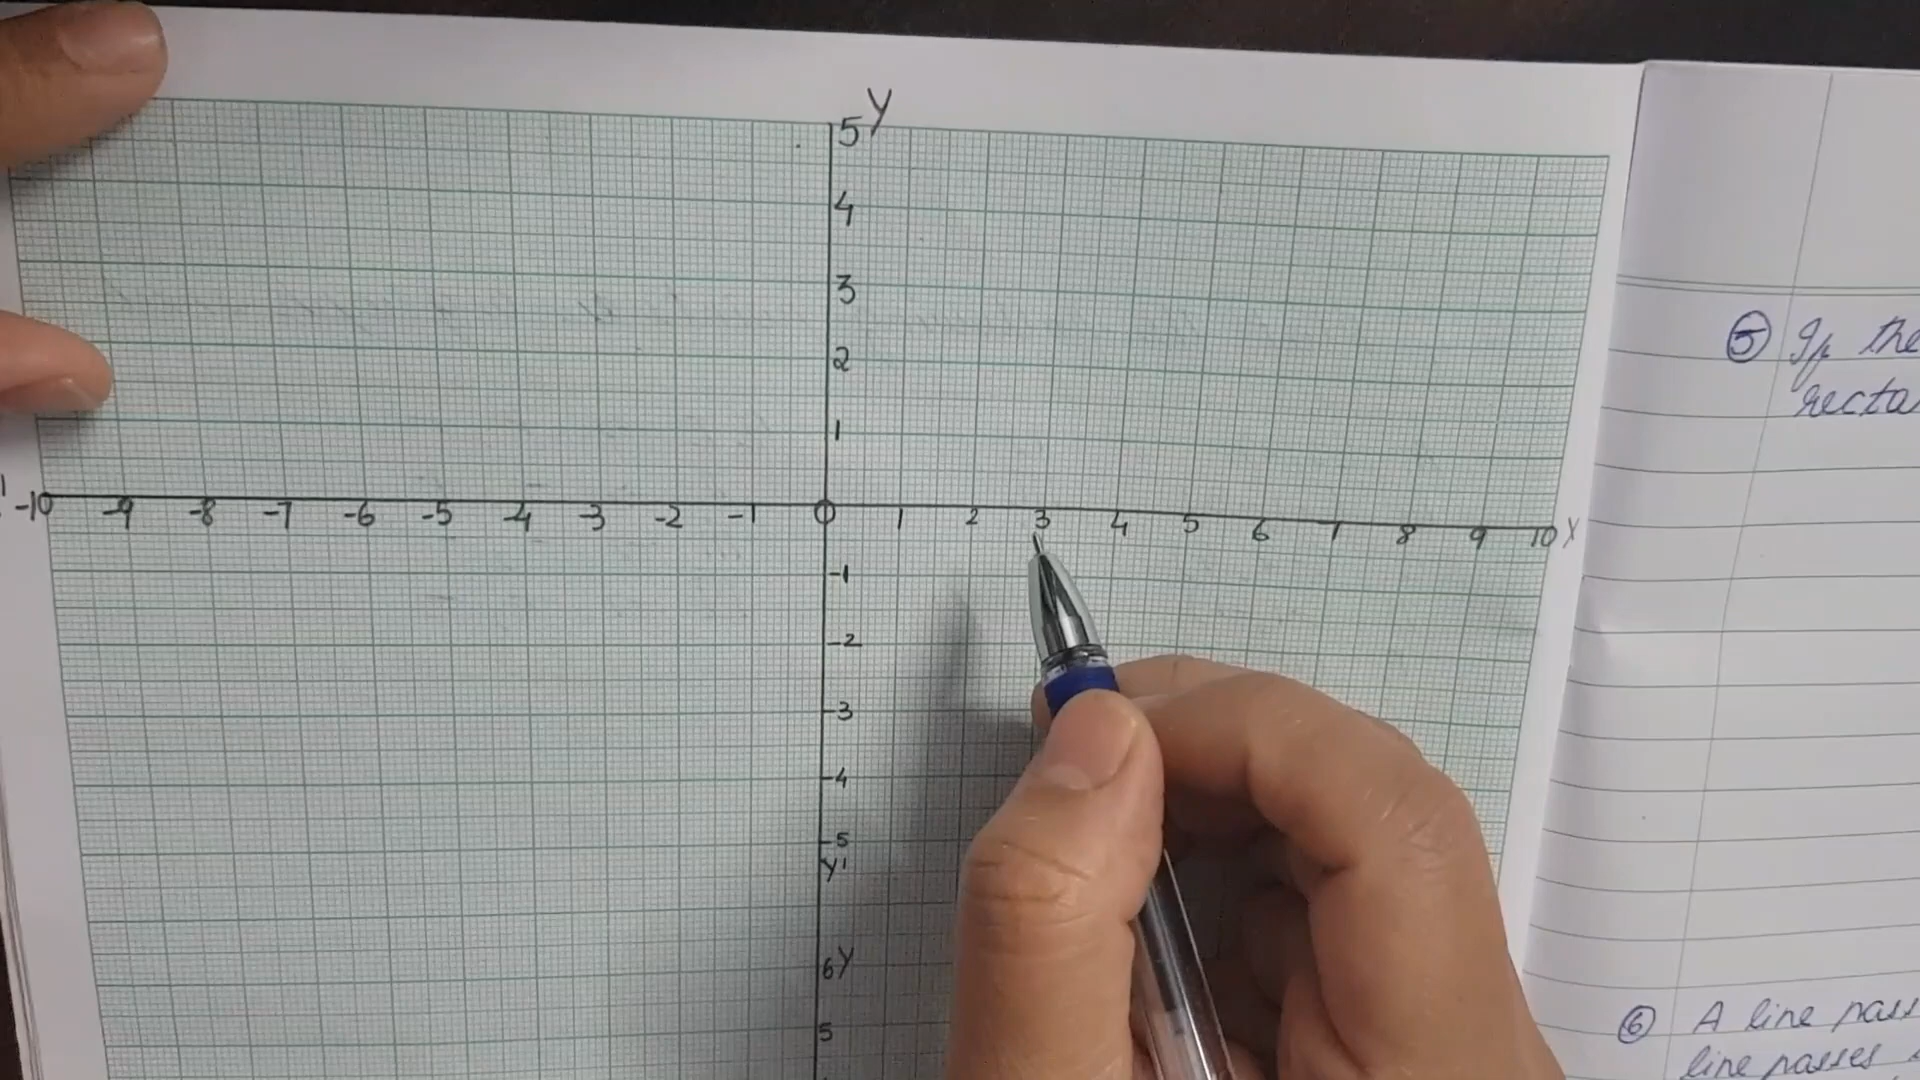 Y
5
4
3
2
1
-10 -9 -8 -7 -6 -5 -4 -3 -2 -1 0 1 2 3 4 5 6 7 8 9 10 X
-1
-2
-3
-4
-5
Y'
6 Y
5
⑤ If the
recta
⑥ A line pass
line passes